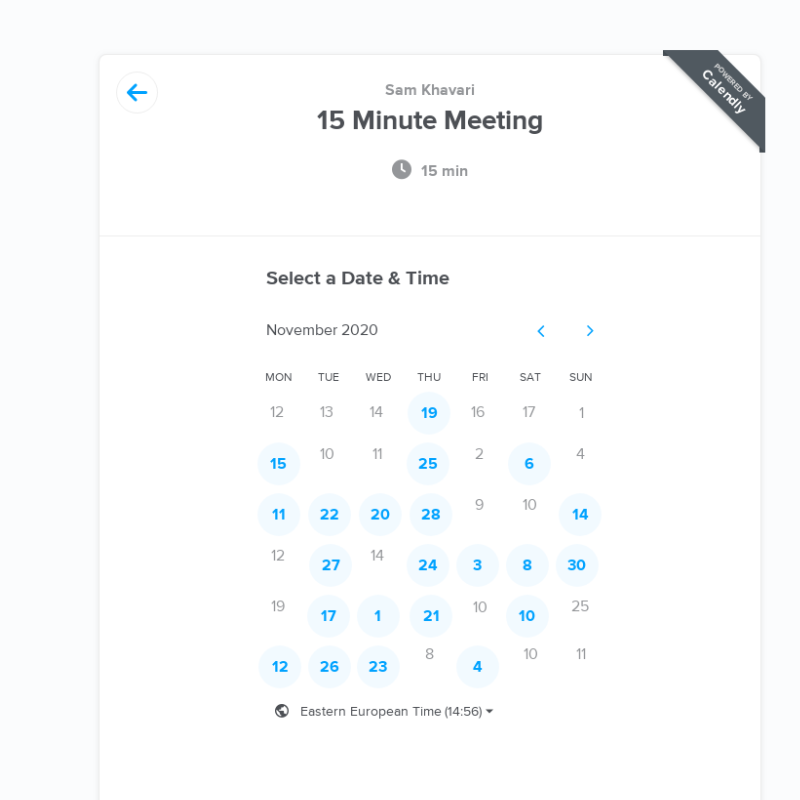 POWERED BY
Calendly
Sam Khavari
15 Minute Meeting
15 min
Select a Date & Time
November 2020
MON TUE WED THU FRI SAT SUN
12 13 14 19 16 17 1
15 10 11 25 2 6 4
11 22 20 28 9 10 14
12 27 14 24 3 8 30
19 17 1 21 10 10 25
12 26 23 8 4 10 11
Eastern European Time (14:56)